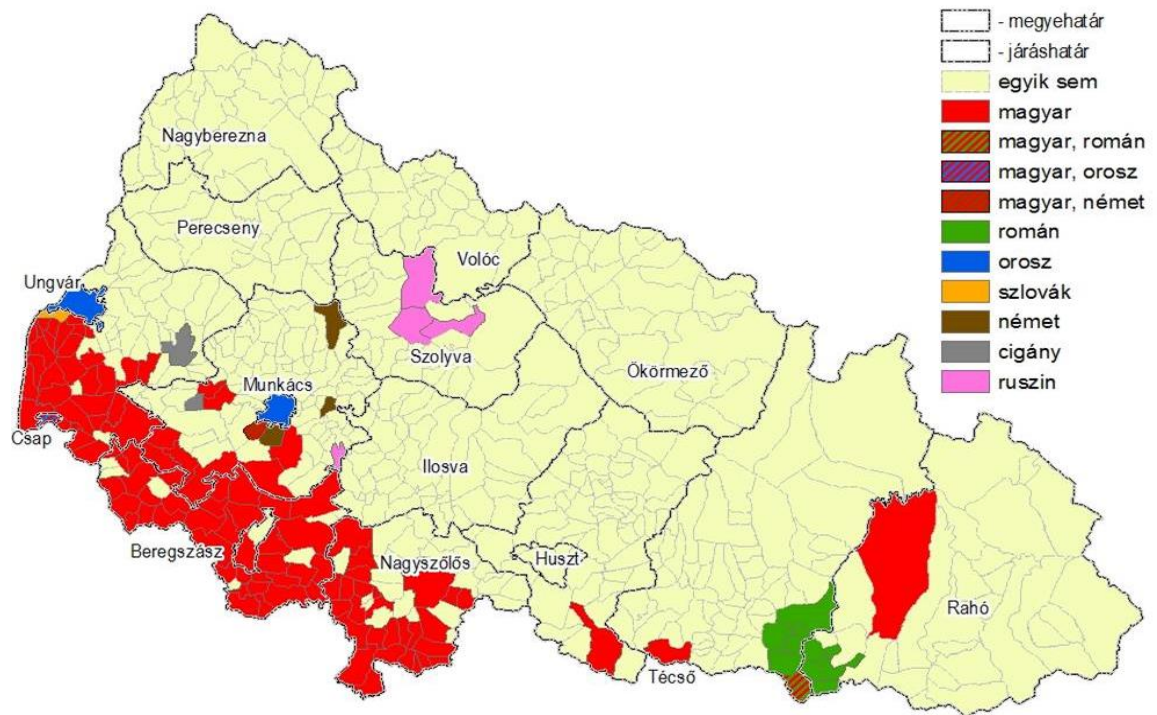 - megyehatár
- járáshatár
egyik sem
magyar
magyar, román
magyar, orosz
magyar, német
román
orosz
szlovák
német
cigány
ruszin
Nagyberezna
Perecseny
Volóc
Ungvár
Szolyva
Ökörmező
Munkács
Csap
Ilosva
Beregszász
Nagyszőlős
Huszt
Rahó
Técső